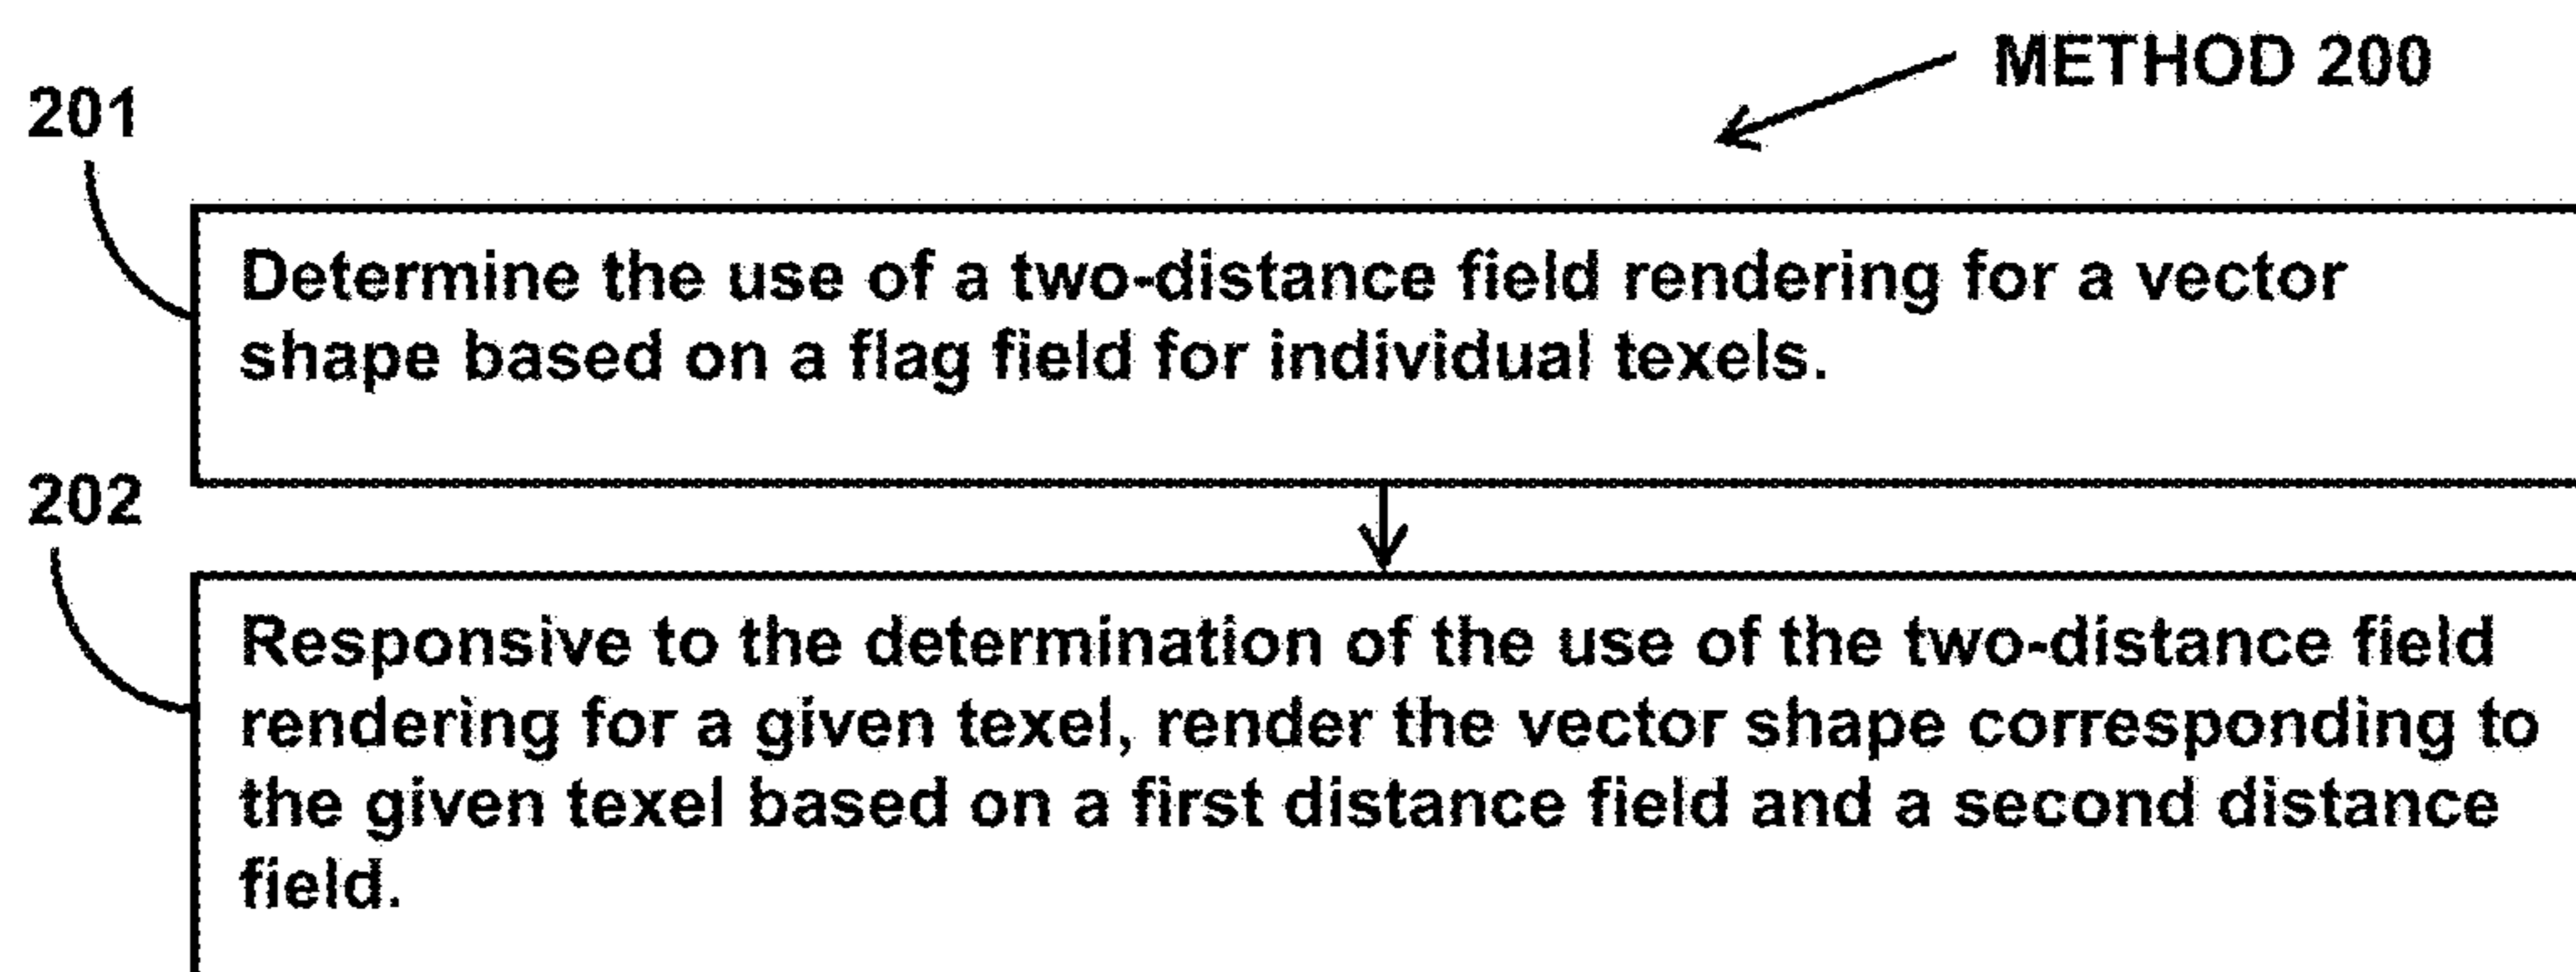 METHOD 200
201
Determine the use of a two-distance field rendering for a vector
shape based on a flag field for individual texels.
202
Responsive to the determination of the use of the two-distance field
rendering for a given texel, render the vector shape corresponding to
the given texel based on a first distance field and a second distance
field.